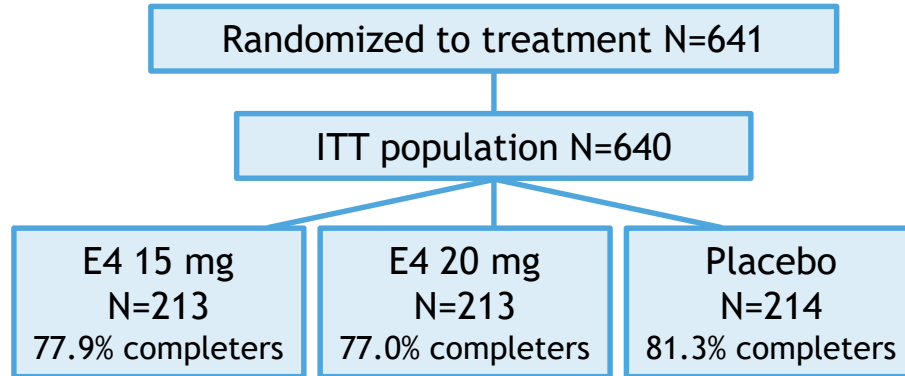 Randomized to treatment N=641
ITT population N=640
E4 15 mg
N=213
77.9% completers
E4 20 mg
N=213
77.0% completers
Placebo
N=214
81.3% completers